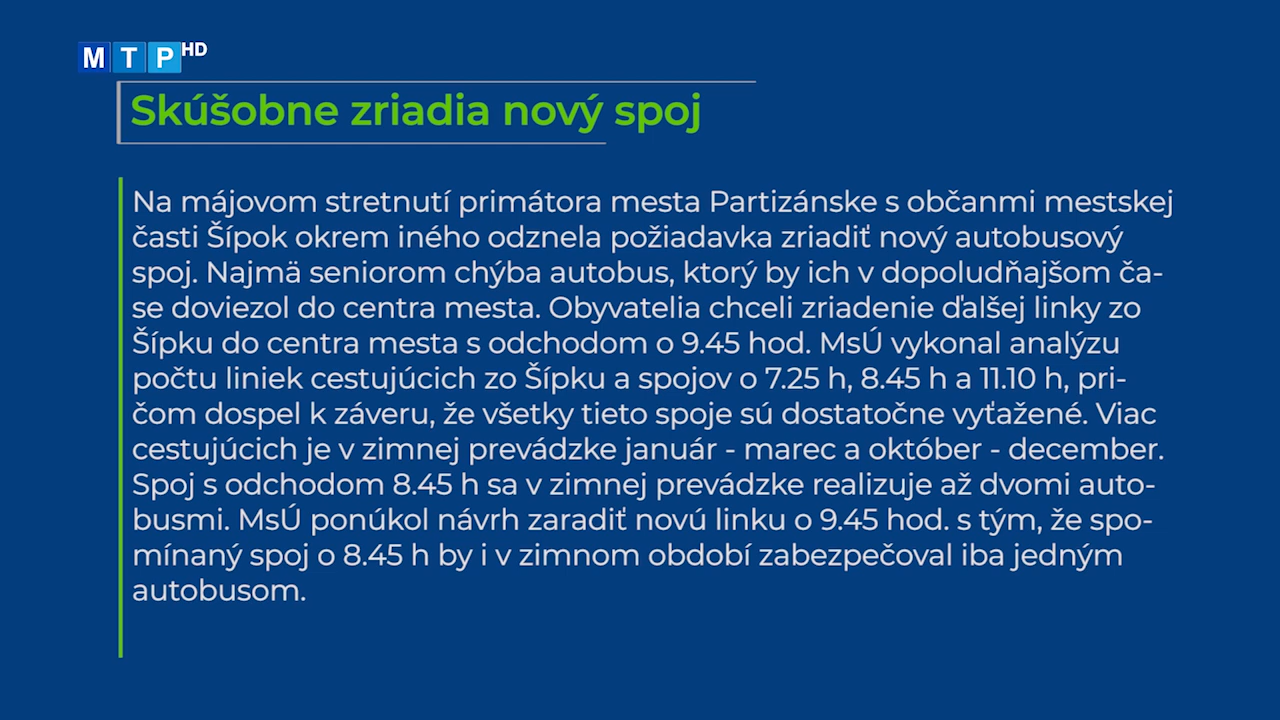 MTP HD
Skúšobne zriadia nový spoj
Na májovom stretnutí primátora mesta Partizánske s občanmi mestskej
časti Šípok okrem iného odznela požiadavka zriadiť nový autobusový
spoj. Najmä seniorom chýba autobus, ktorý by ich v dopoludňajšom ča-
se doviezol do centra mesta. Obyvatelia chceli zriadenie ďalšej linky zo
Šípku do centra mesta s odchodom o 9.45 hod. MsÚ vykonal analýzu
počtu liniek cestujúcich zo Šípku a spojov o 7.25 h, 8.45 h a 11.10 h, pri-
čom dospel k záveru, že všetky tieto spoje sú dostatočne vyťažené. Viac
cestujúcich je v zimnej prevádzke január - marec a október - december.
Spoj s odchodom 8.45 h sa v zimnej prevádzke realizuje až dvomi auto-
busmi. MsÚ ponúkol návrh zaradiť novú linku o 9.45 hod. s tým, že spo-
mínaný spoj o 8.45 h by i v zimnom období zabezpečoval iba jedným
autobusom.